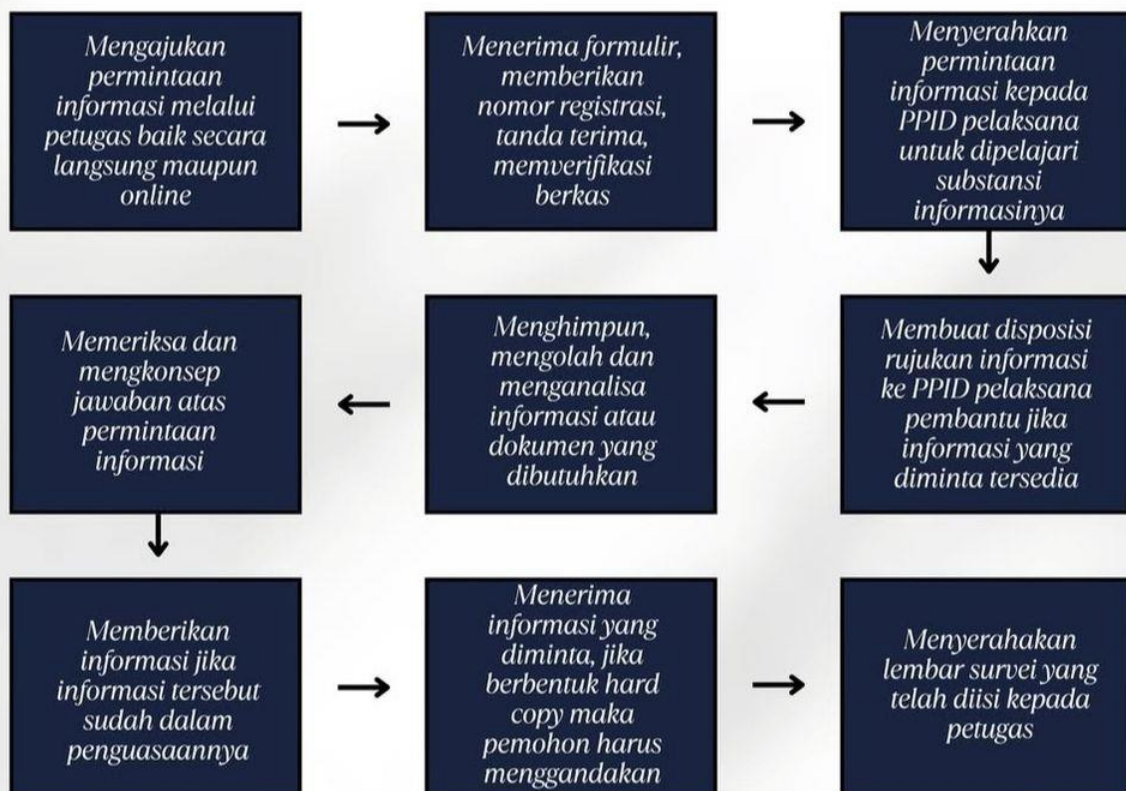 Mengajukan
permintaan
informasi melalui
petugas baik secara
langsung maupun
online
Menerima formulir,
memberikan
nomor registrasi,
tanda terima,
memverifikasi
berkas
Menyerahkan
permintaan
informasi kepada
PPID pelaksana
untuk dipelajari
substansi
informasinya
Membuat disposisi
rujukan informasi
ke PPID pelaksana
pembantu jika
informasi yang
diminta tersedia
Menghimpun,
mengolah dan
menganalisa
informasi atau
dokumen yang
dibutuhkan
Memeriksa dan
mengkonsep
jawaban atas
permintaan
informasi
Memberikan
informasi jika
informasi tersebut
sudah dalam
penguasaannya
Menerima
informasi yang
diminta, jika
berbentuk hard
copy maka
pemohon harus
menggandakan
Menyerahakan
lembar survei yang
telah diisi kepada
petugas